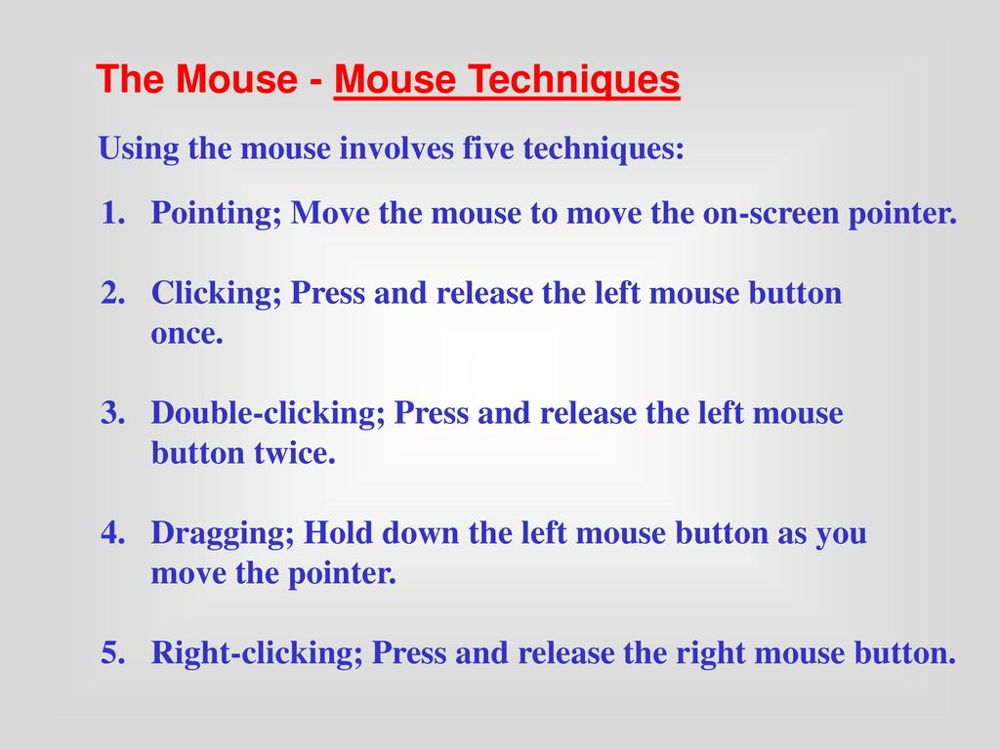 The Mouse - Mouse Techniques
Using the mouse involves five techniques:
1. Pointing; Move the mouse to move the on-screen pointer.
2. Clicking; Press and release the left mouse button
once.
3. Double-clicking; Press and release the left mouse
button twice.
4. Dragging; Hold down the left mouse button as you
move the pointer.
5. Right-clicking; Press and release the right mouse button.